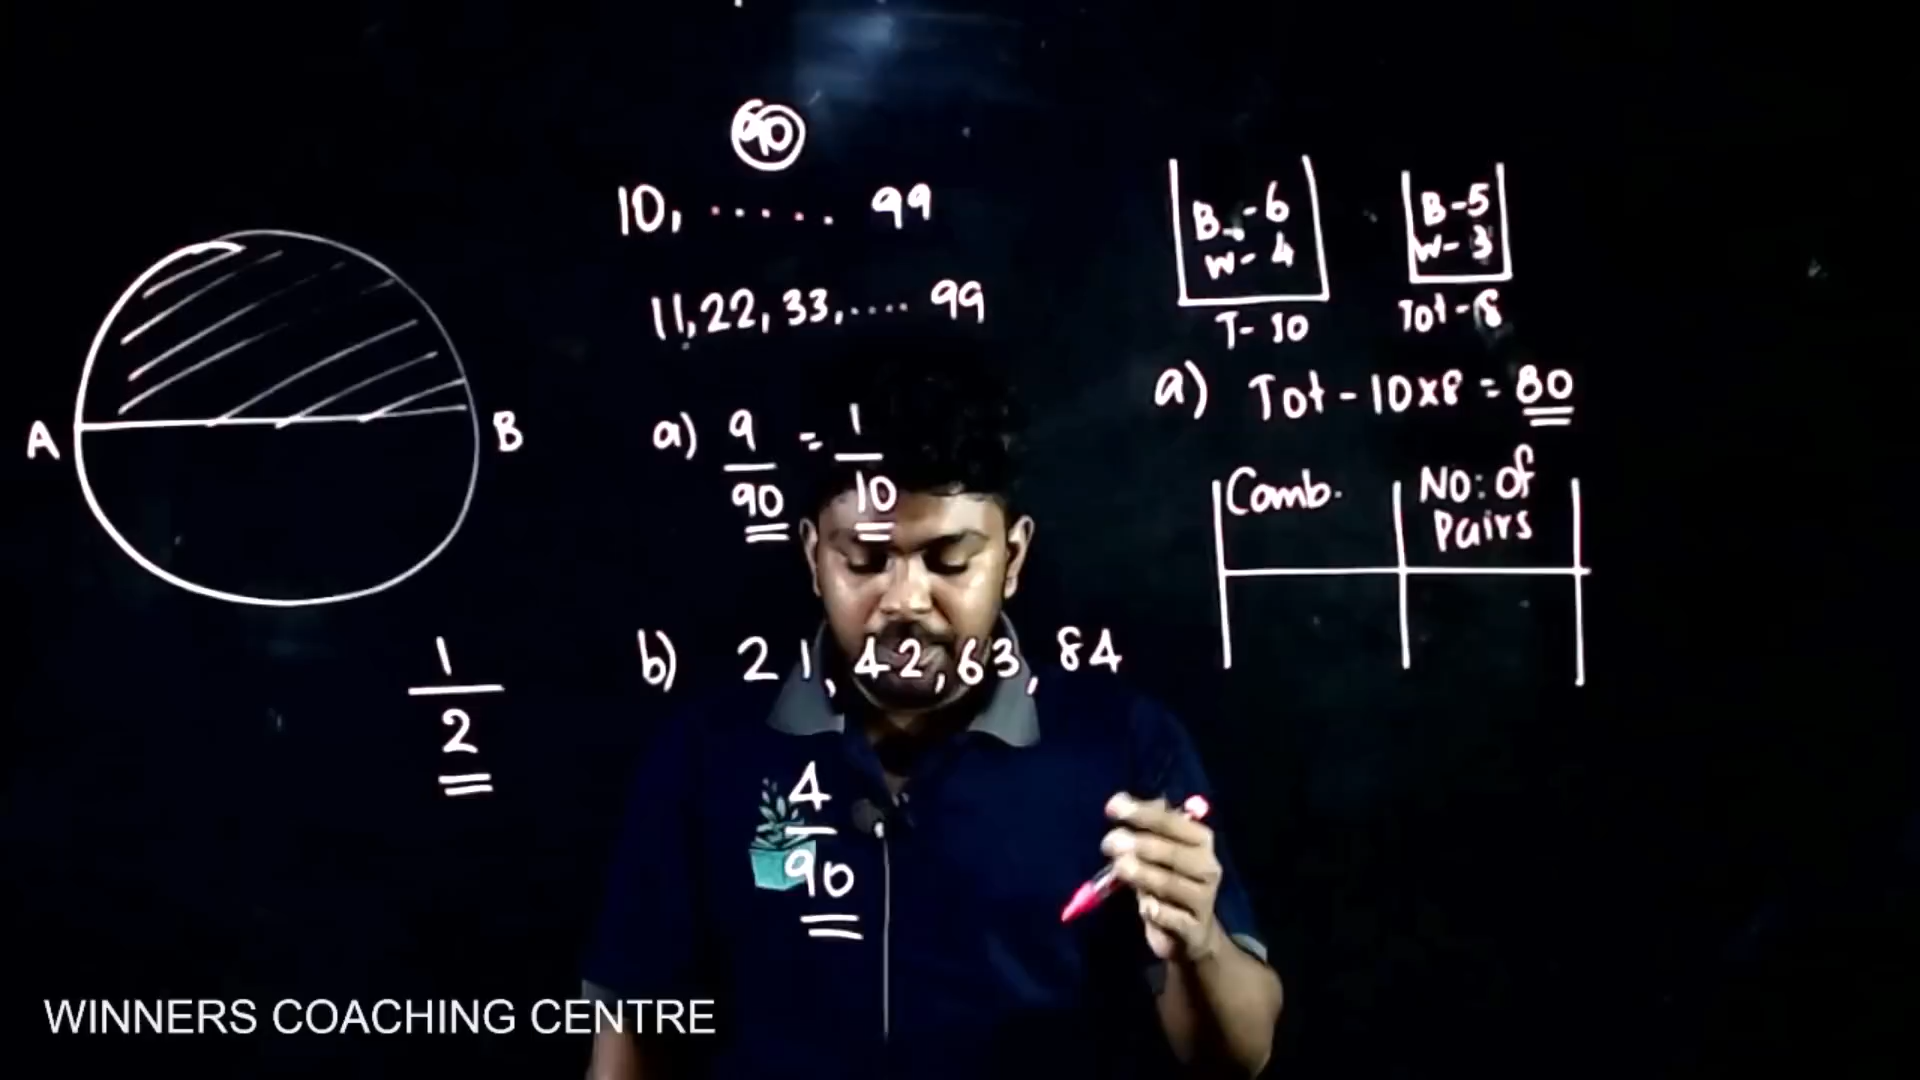 A
B
1
2
90
10, ..... 99
11, 22, 33, .... 99
a) 9/90 = 1/10
b) 21, 42, 63, 84
4
90
B - 6
W - 4
T - 10
B - 5
W - 3
Tot - 8
a) Tot - 10 x 8 = 80
Comb.
No: of
Pairs
WINNERS COACHING CENTRE